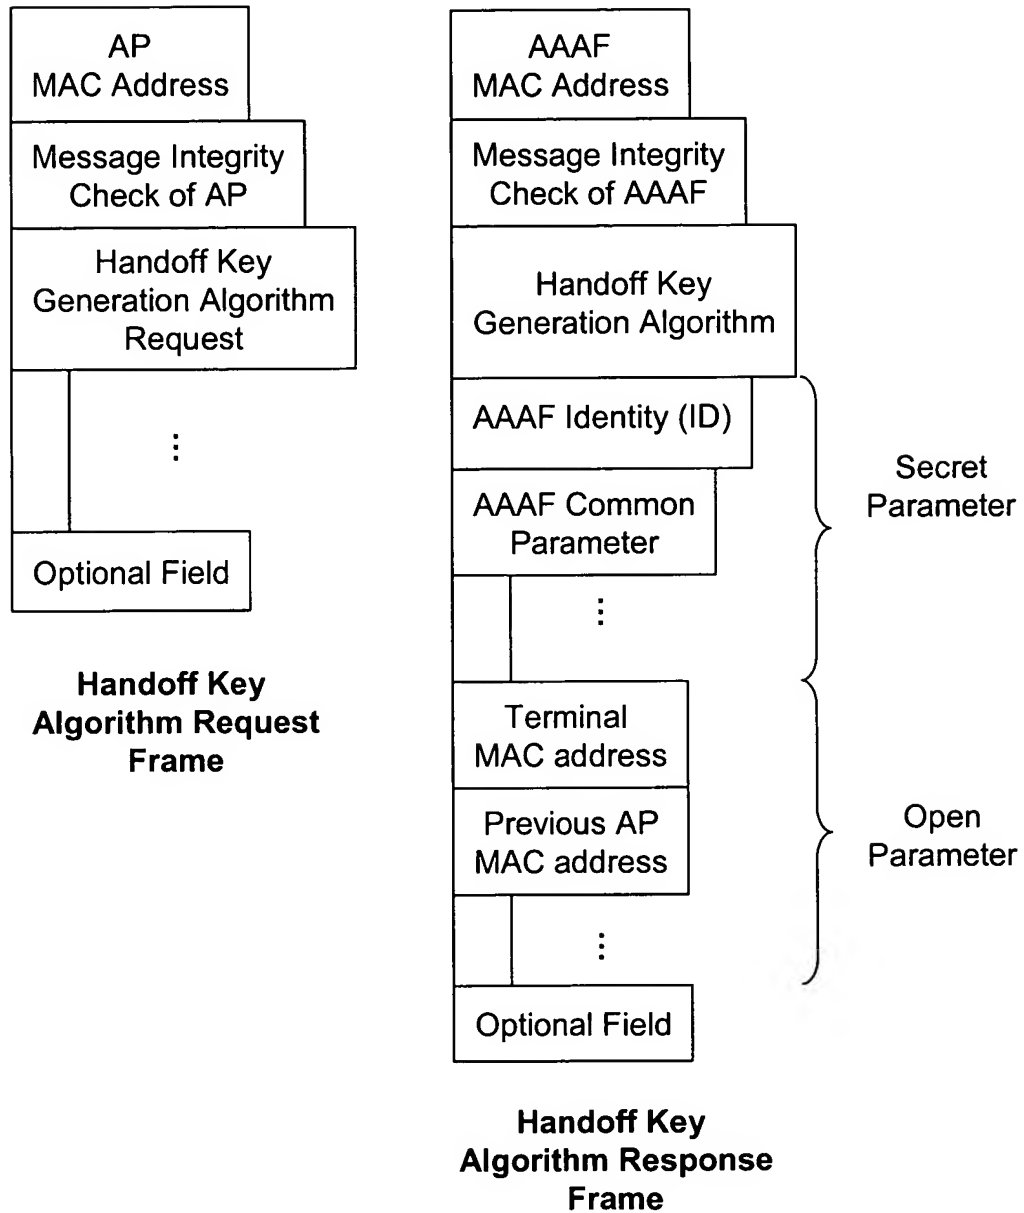 AP
MAC Address
Message Integrity
Check of AP
Handoff Key
Generation Algorithm
Request
⋮
Optional Field
Handoff Key
Algorithm Request
Frame
AAAF
MAC Address
Message Integrity
Check of AAAF
Handoff Key
Generation Algorithm
AAAF Identity (ID)
AAAF Common
Parameter
⋮
Secret
Parameter
Terminal
MAC address
Previous AP
MAC address
⋮
Open
Parameter
Optional Field
Handoff Key
Algorithm Response
Frame